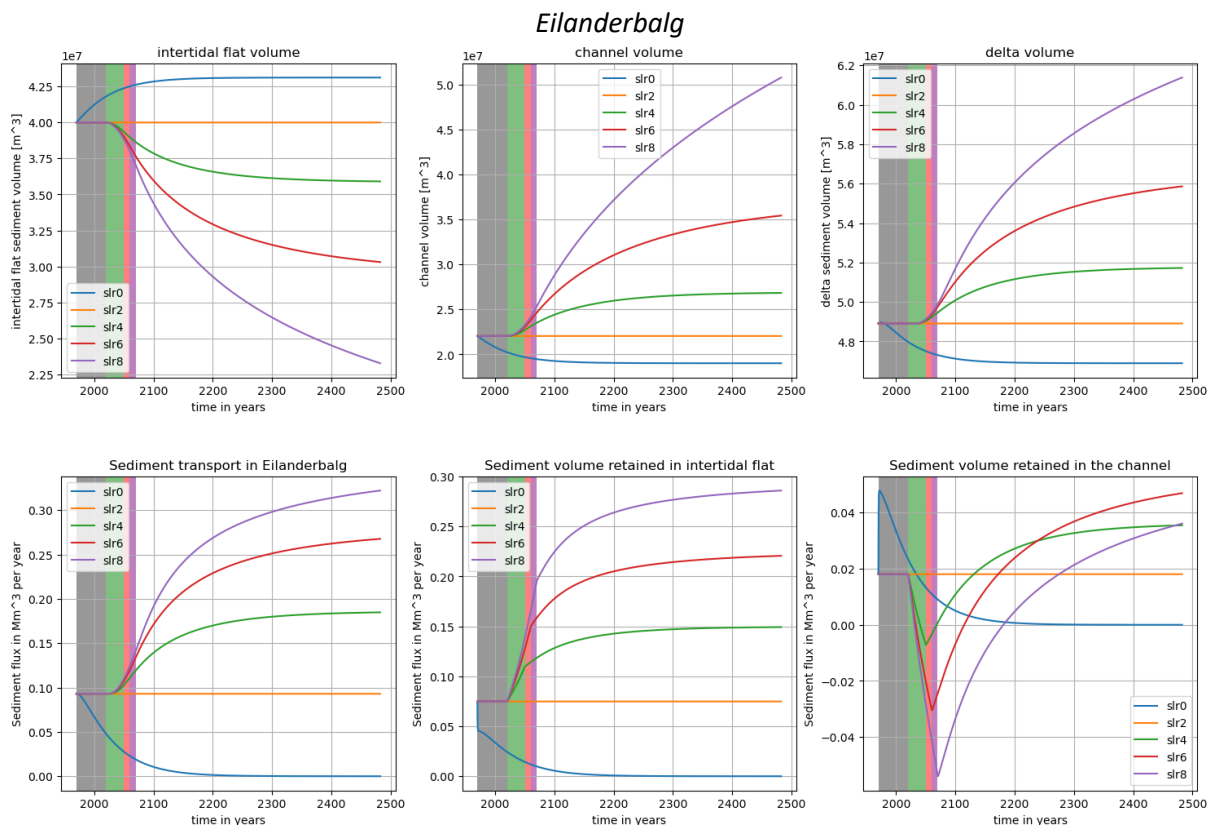 Eilanderbalg
intertidal flat volume
1e7
intertidal flat sediment volume [m^3]
4.25
4.00
3.75
3.50
3.25
3.00
2.75
2.50
2.25
slr0
slr2
slr4
slr6
slr8
2000
2100
2200
2300
2400
2500
time in years
channel volume
1e7
channel volume [m^3]
5.0
4.5
4.0
3.5
3.0
2.5
2.0
slr0
slr2
slr4
slr6
slr8
2000
2100
2200
2300
2400
2500
time in years
delta volume
1e7
delta sediment volume [m^3]
6.2
6.0
5.8
5.6
5.4
5.2
5.0
4.8
slr0
slr2
slr4
slr6
slr8
2000
2100
2200
2300
2400
2500
time in years
Sediment transport in Eilanderbalg
Sediment flux in Mm^3 per year
0.30
0.25
0.20
0.15
0.10
0.05
0.00
slr0
slr2
slr4
slr6
slr8
2000
2100
2200
2300
2400
2500
time in years
Sediment volume retained in intertidal flat
Sediment flux in Mm^3 per year
0.30
0.25
0.20
0.15
0.10
0.05
0.00
slr0
slr2
slr4
slr6
slr8
2000
2100
2200
2300
2400
2500
time in years
Sediment volume retained in the channel
Sediment flux in Mm^3 per year
0.04
0.02
0.00
−0.02
−0.04
slr0
slr2
slr4
slr6
slr8
2000
2100
2200
2300
2400
2500
time in years